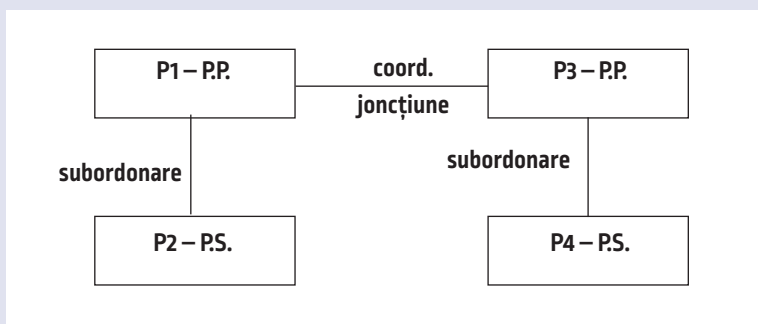 P1 – P.P.
coord.
P3 – P.P.
joncțiune
subordonare
subordonare
P2 – P.S.
P4 – P.S.